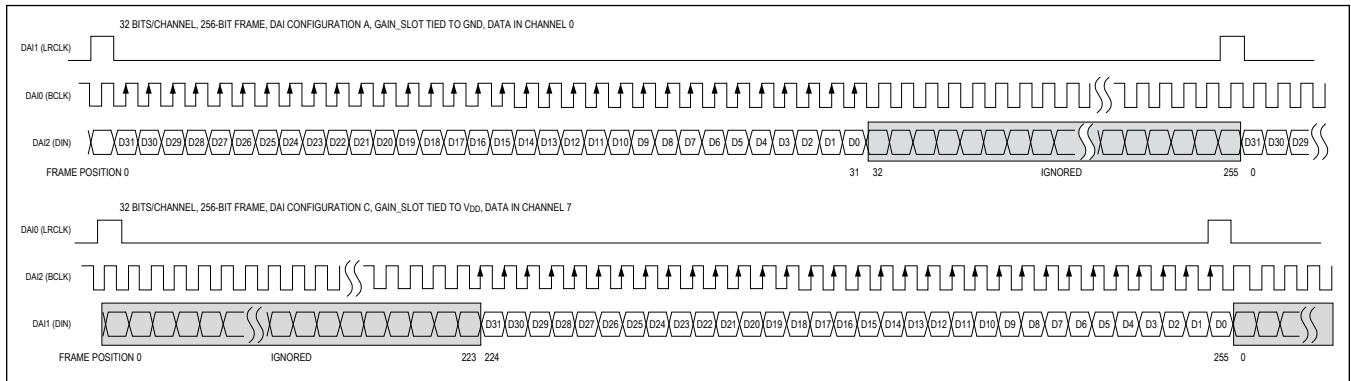 32 BITS/CHANNEL, 256-BIT FRAME, DAI CONFIGURATION A, GAIN_SLOT TIED TO GND, DATA IN CHANNEL 0
DAI1 (LRCLK)
DAI0 (BCLK)
DAI2 (DIN) D31 D30 D29 D28 D27 D26 D25 D24 D23 D22 D21 D20 D19 D18 D17 D16 D15 D14 D13 D12 D11 D10 D9 D8 D7 D6 D5 D4 D3 D2 D1 D0 D31 D30 D29
FRAME POSITION 0 31 32 IGNORED 255 0
32 BITS/CHANNEL, 256-BIT FRAME, DAI CONFIGURATION C, GAIN_SLOT TIED TO VDD, DATA IN CHANNEL 7
DAI0 (LRCLK)
DAI2 (BCLK)
DAI1 (DIN) D31 D30 D29 D28 D27 D26 D25 D24 D23 D22 D21 D20 D19 D18 D17 D16 D15 D14 D13 D12 D11 D10 D9 D8 D7 D6 D5 D4 D3 D2 D1 D0
FRAME POSITION 0 IGNORED 223 224 255 0